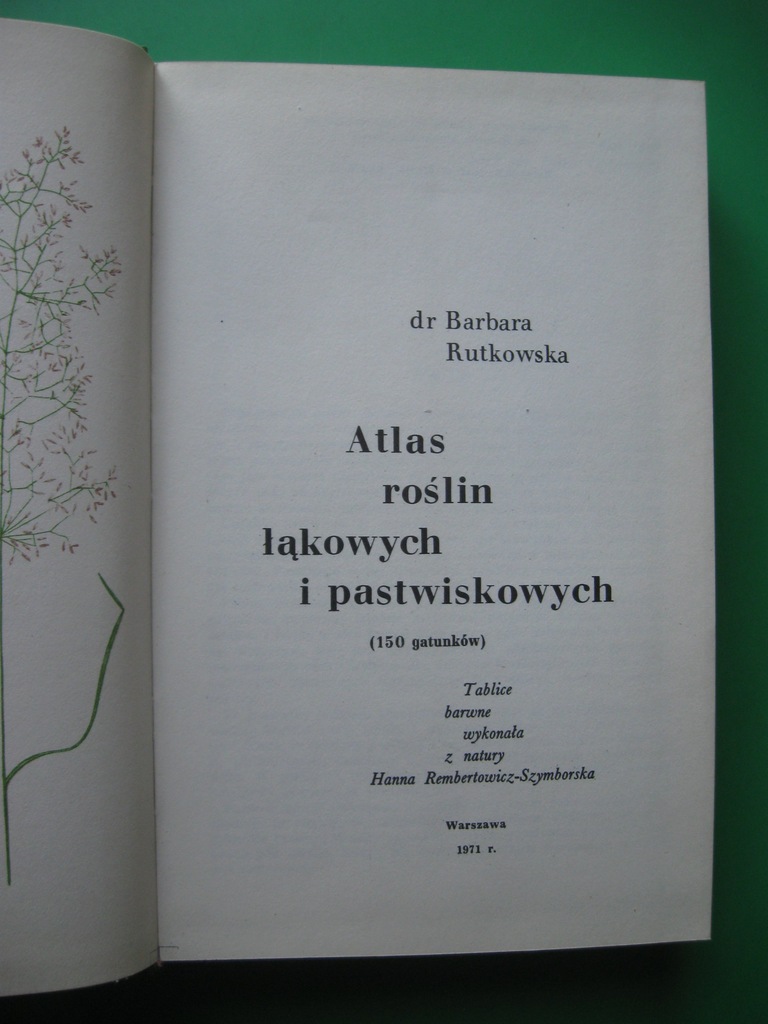 dr Barbara
Rutkowska
Atlas
roślin
łąkowych
i pastwiskowych
(150 gatunków)
Tablice
barwne
wykonała
z natury
Hanna Rembertowicz-Szymborska
Warszawa
1971 r.